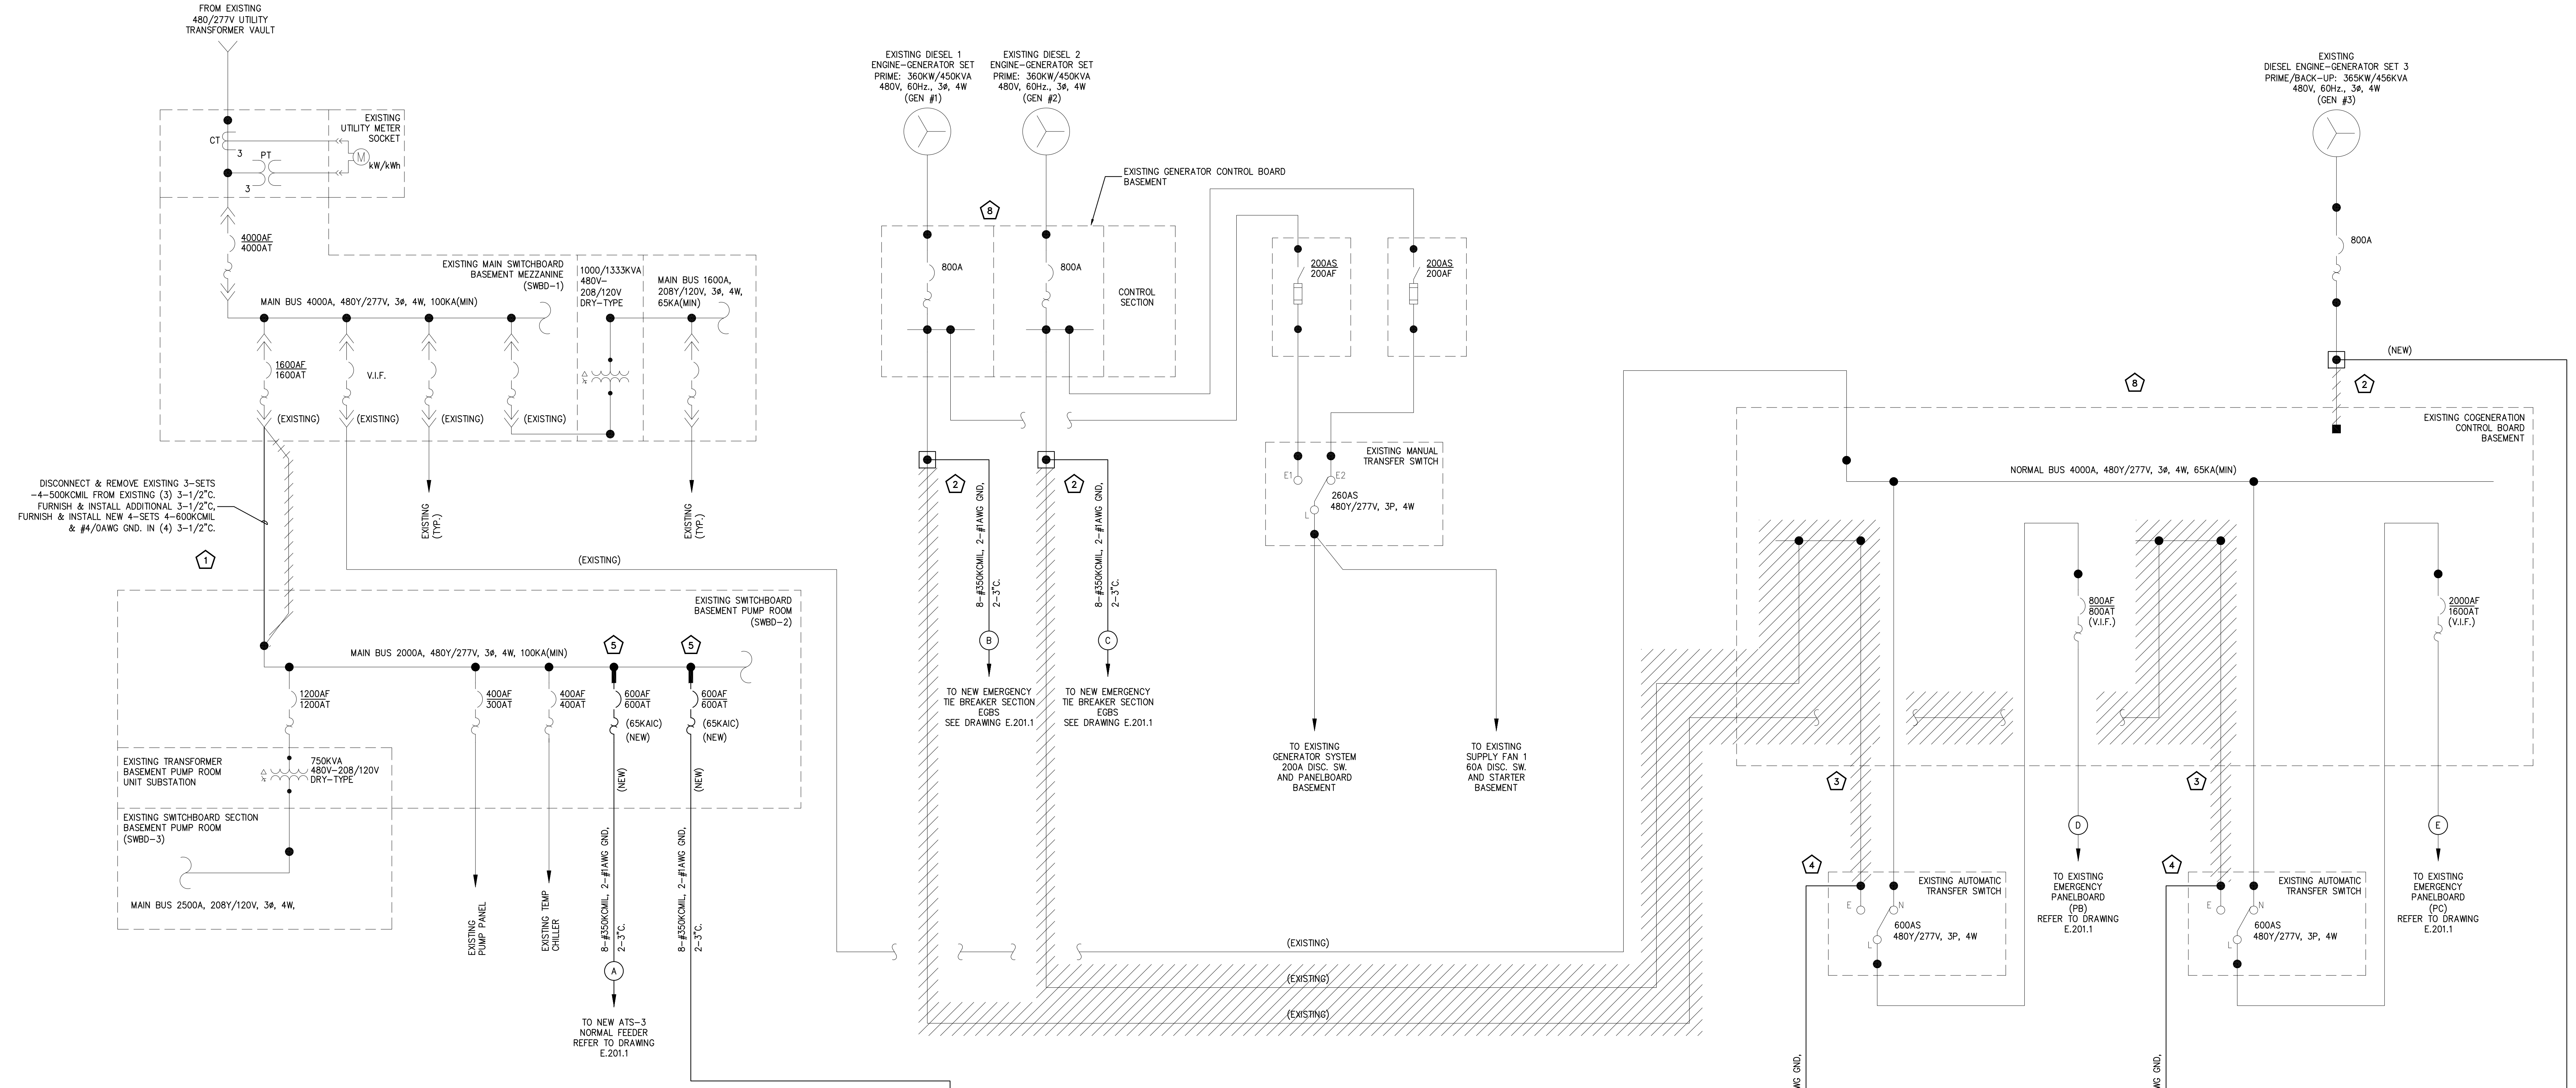 FROM EXISTING
480/277V UTILITY
TRANSFORMER VAULT
EXISTING
UTILITY METER
SOCKET
CT
3
PT
3
M
kW/kWh
4000AF
4000AT
EXISTING MAIN SWITCHBOARD
BASEMENT MEZZANINE
(SWBD-1)
MAIN BUS 4000A, 480Y/277V, 3ø, 4W, 100KA(MIN)
1000/1333KVA
480V-
208/120V
DRY-TYPE
MAIN BUS 1600A,
208Y/120V, 3ø, 4W,
65KA(MIN)
1600AF
1600AT
V.I.F.
(EXISTING)
(EXISTING)
(EXISTING)
(EXISTING)
(EXISTING)
DISCONNECT & REMOVE EXISTING 3-SETS
-4-500KCMIL FROM EXISTING (3) 3-1/2"C.
FURNISH & INSTALL ADDITIONAL 3-1/2"C,
FURNISH & INSTALL NEW 4-SETS 4-600KCMIL
& #4/0AWG GND. IN (4) 3-1/2"C.
1
EXISTING
(TYP.)
EXISTING
(TYP.)
(EXISTING)
EXISTING SWITCHBOARD
BASEMENT PUMP ROOM
(SWBD-2)
MAIN BUS 2000A, 480Y/277V, 3ø, 4W, 100KA(MIN)
5
5
1200AF
1200AT
400AF
300AT
400AF
400AT
600AF
600AT
(65KAIC)
(NEW)
600AF
600AT
(65KAIC)
(NEW)
EXISTING TRANSFORMER
BASEMENT PUMP ROOM
UNIT SUBSTATION
750KVA
480V-208/120V
DRY-TYPE
(NEW)
(NEW)
EXISTING SWITCHBOARD SECTION
BASEMENT PUMP ROOM
(SWBD-3)
MAIN BUS 2500A, 208Y/120V, 3ø, 4W,
EXISTING
PUMP PANEL
EXISTING TEMP
CHILLER
8-#350KCMIL, 2-#1AWG GND,
2-3"C.
8-#350KCMIL, 2-#1AWG GND,
2-3"C.
A
TO NEW ATS-3
NORMAL FEEDER
REFER TO DRAWING
E.201.1
EXISTING DIESEL 1
ENGINE-GENERATOR SET
PRIME: 360KW/450KVA
480V, 60Hz., 3ø, 4W
(GEN #1)
EXISTING DIESEL 2
ENGINE-GENERATOR SET
PRIME: 360KW/450KVA
480V, 60Hz., 3ø, 4W
(GEN #2)
EXISTING GENERATOR CONTROL BOARD
BASEMENT
8
800A
800A
CONTROL
SECTION
200AS
200AF
200AS
200AF
2
2
8-#350KCMIL, 2-#1AWG GND,
2-3"C.
8-#350KCMIL, 2-#1AWG GND,
2-3"C.
B
C
TO NEW EMERGENCY
TIE BREAKER SECTION
EGBS
SEE DRAWING E.201.1
TO NEW EMERGENCY
TIE BREAKER SECTION
EGBS
SEE DRAWING E.201.1
EXISTING MANUAL
TRANSFER SWITCH
E1
E2
L
260AS
480Y/277V, 3P, 4W
TO EXISTING
GENERATOR SYSTEM
200A DISC. SW.
AND PANELBOARD
BASEMENT
TO EXISTING
SUPPLY FAN 1
60A DISC. SW.
AND STARTER
BASEMENT
(EXISTING)
(EXISTING)
(EXISTING)
EXISTING
DIESEL ENGINE-GENERATOR SET 3
PRIME/BACK-UP: 365KW/456KVA
480V, 60Hz., 3ø, 4W
(GEN #3)
800A
(NEW)
2
8
EXISTING COGENERATION
CONTROL BOARD
BASEMENT
NORMAL BUS 4000A, 480Y/277V, 3ø, 4W, 65KA(MIN)
800AF
800AT
(V.I.F.)
2000AF
1600AT
(V.I.F.)
3
3
D
E
4
4
EXISTING AUTOMATIC
TRANSFER SWITCH
E
N
L
600AS
480Y/277V, 3P, 4W
TO EXISTING
EMERGENCY
PANELBOARD
(PB)
REFER TO DRAWING
E.201.1
EXISTING AUTOMATIC
TRANSFER SWITCH
E
N
L
600AS
480Y/277V, 3P, 4W
TO EXISTING
EMERGENCY
PANELBOARD
(PC)
REFER TO DRAWING
E.201.1
GND,
GND,